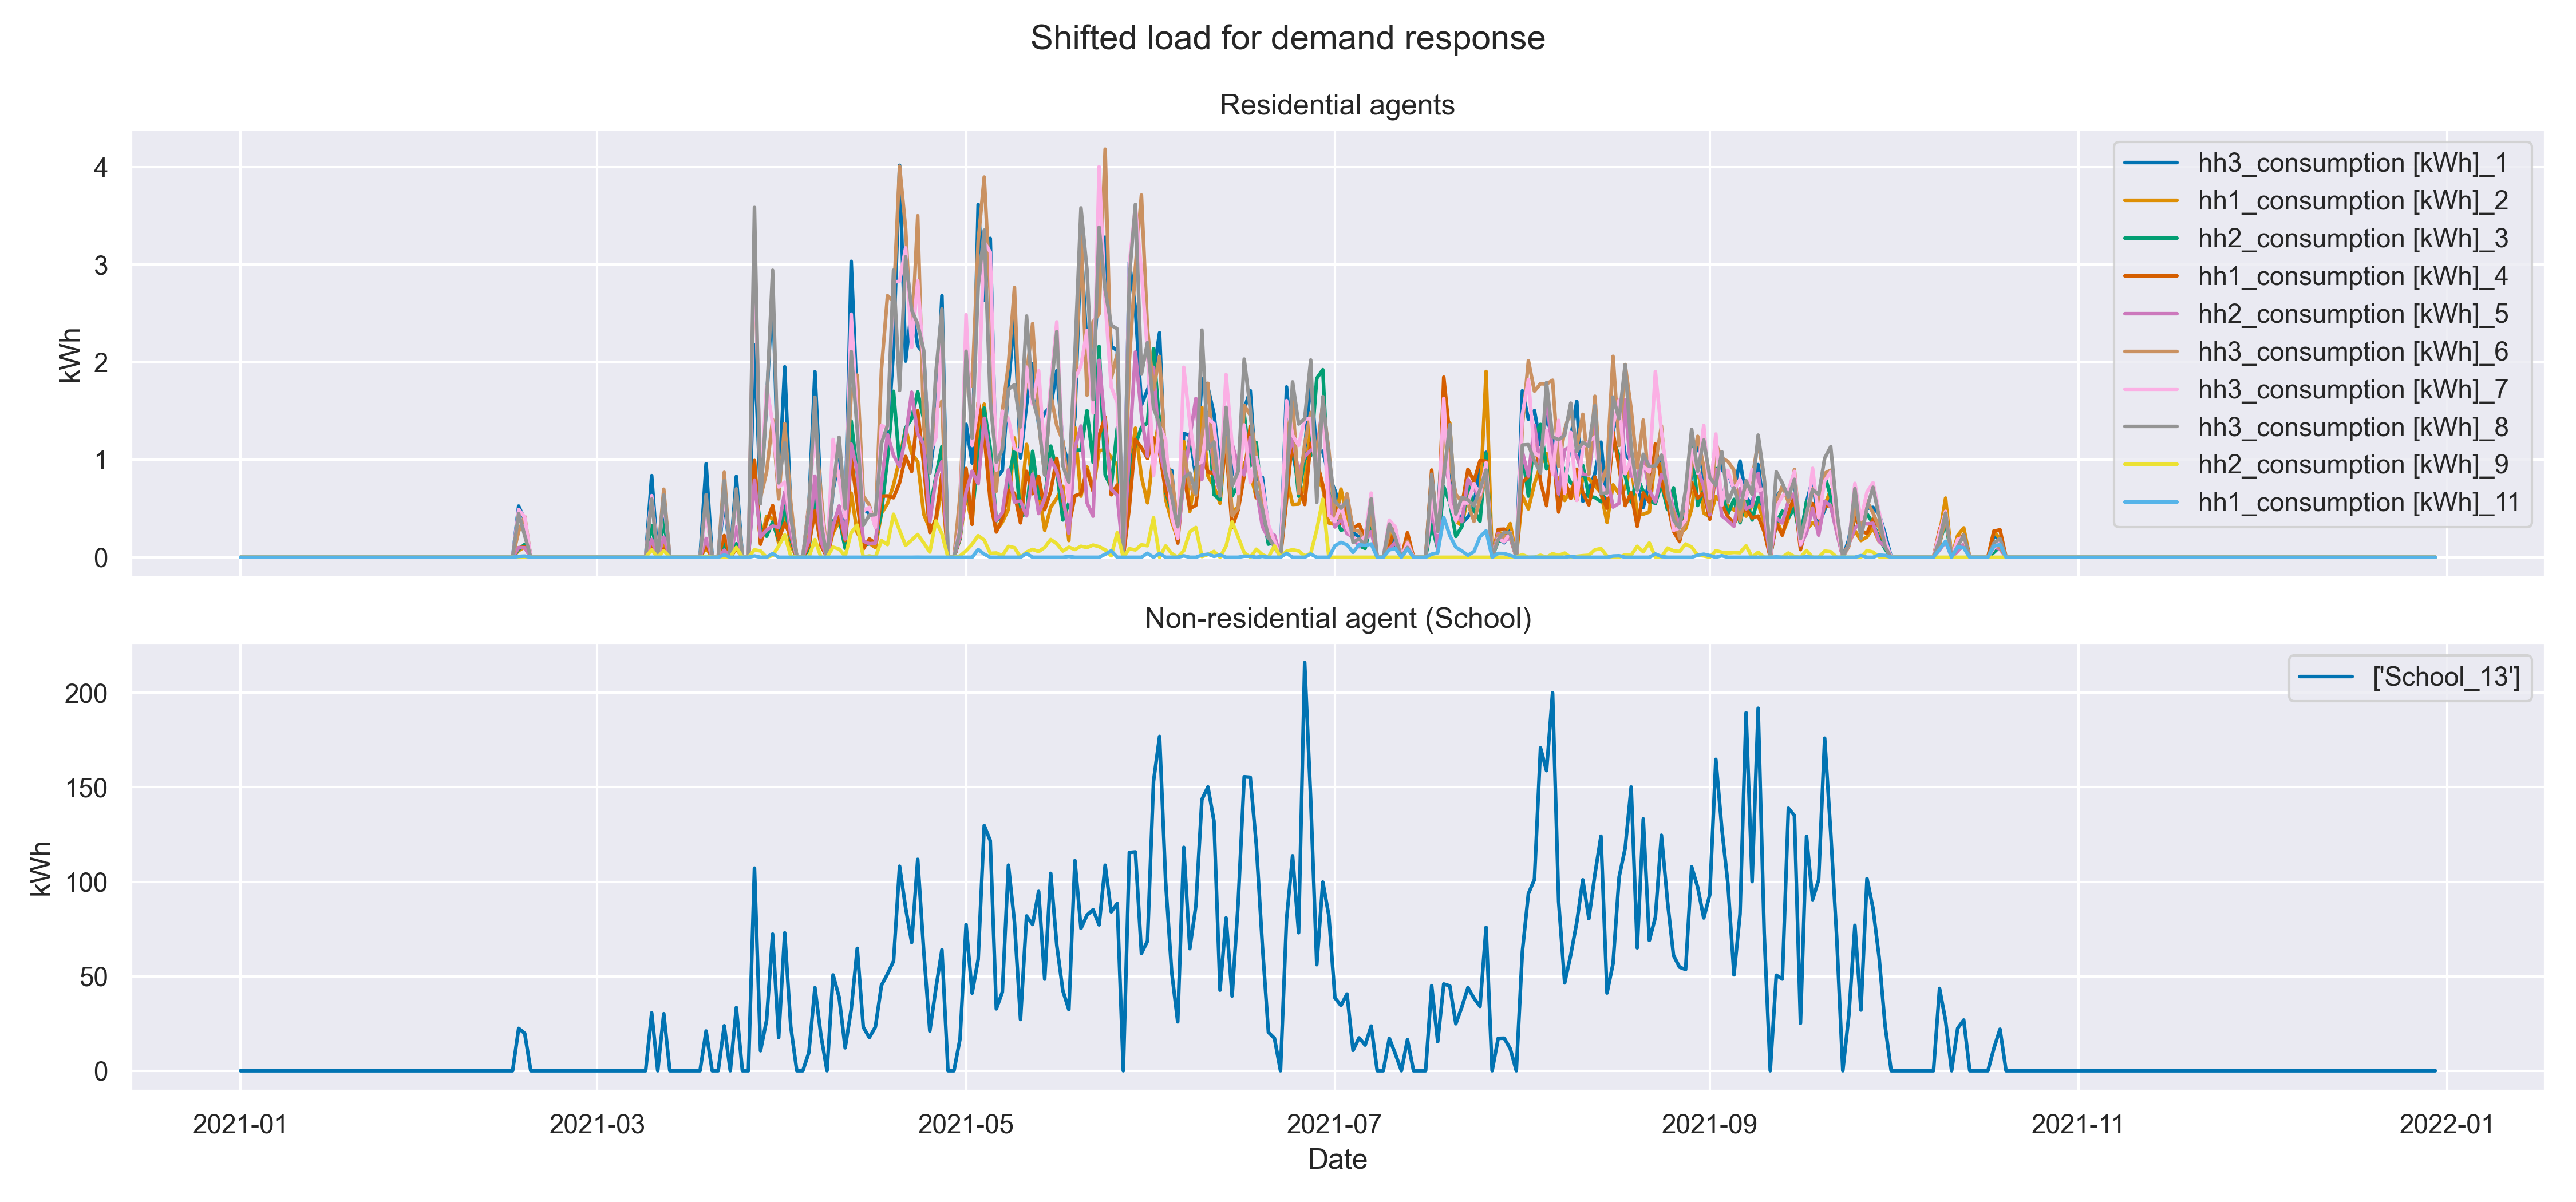 Shifted load for demand response
Residential agents
4
3
2
1
0
kWh
hh3_consumption [kWh]_1
hh1_consumption [kWh]_2
hh2_consumption [kWh]_3
hh1_consumption [kWh]_4
hh2_consumption [kWh]_5
hh3_consumption [kWh]_6
hh3_consumption [kWh]_7
hh3_consumption [kWh]_8
hh2_consumption [kWh]_9
hh1_consumption [kWh]_11
Non-residential agent (School)
200
150
100
50
0
kWh
['School_13']
2021-01 2021-03 2021-05 2021-07 2021-09 2021-11 2022-01
Date